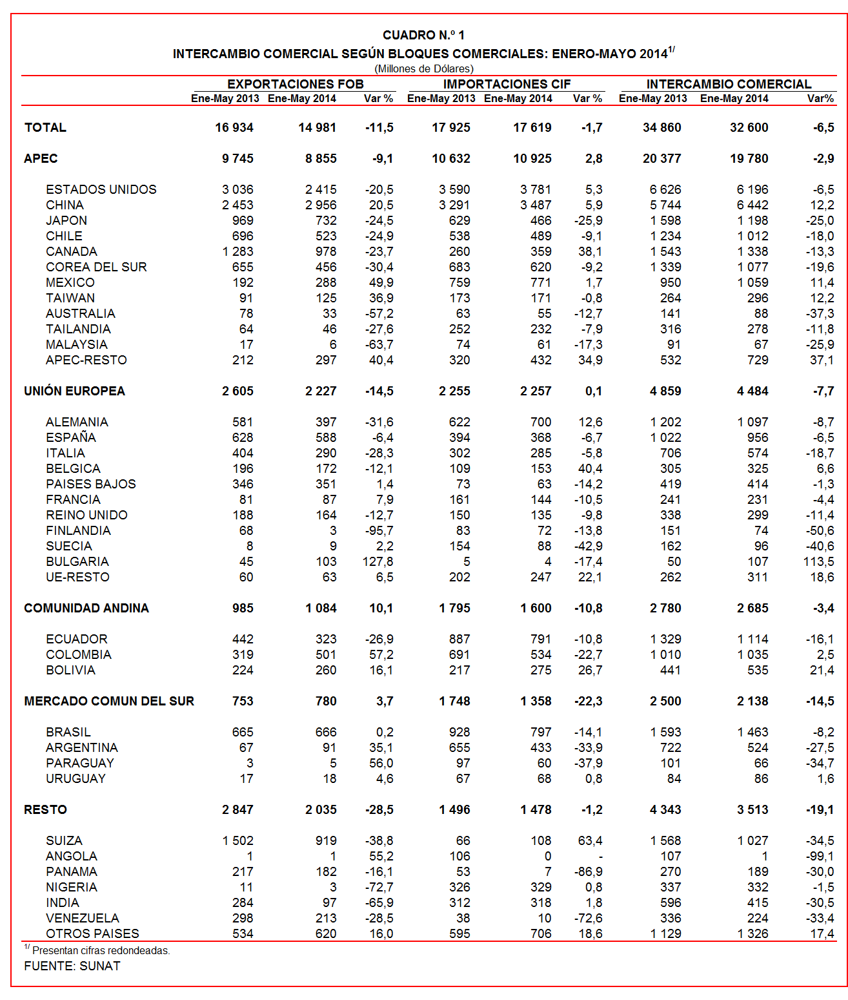 CUADRO N.º 1
INTERCAMBIO COMERCIAL SEGÚN BLOQUES COMERCIALES: ENERO-MAYO 2014 1/
(Millones de Dólares)
EXPORTACIONES FOB IMPORTACIONES CIF INTERCAMBIO COMERCIAL
Ene-May 2013 Ene-May 2014 Var % Ene-May 2013 Ene-May 2014 Var % Ene-May 2013 Ene-May 2014 Var%
TOTAL 16 934 14 981 -11,5 17 925 17 619 -1,7 34 860 32 600 -6,5
APEC 9 745 8 855 -9,1 10 632 10 925 2,8 20 377 19 780 -2,9
ESTADOS UNIDOS 3 036 2 415 -20,5 3 590 3 781 5,3 6 626 6 196 -6,5
CHINA 2 453 2 956 20,5 3 291 3 487 5,9 5 744 6 442 12,2
JAPON 969 732 -24,5 629 466 -25,9 1 598 1 198 -25,0
CHILE 696 523 -24,9 538 489 -9,1 1 234 1 012 -18,0
CANADA 1 283 978 -23,7 260 359 38,1 1 543 1 338 -13,3
COREA DEL SUR 655 456 -30,4 683 620 -9,2 1 339 1 077 -19,6
MEXICO 192 288 49,9 759 771 1,7 950 1 059 11,4
TAIWAN 91 125 36,9 173 171 -0,8 264 296 12,2
AUSTRALIA 78 33 -57,2 63 55 -12,7 141 88 -37,3
TAILANDIA 64 46 -27,6 252 232 -7,9 316 278 -11,8
MALAYSIA 17 6 -63,7 74 61 -17,3 91 67 -25,9
APEC-RESTO 212 297 40,4 320 432 34,9 532 729 37,1
UNIÓN EUROPEA 2 605 2 227 -14,5 2 255 2 257 0,1 4 859 4 484 -7,7
ALEMANIA 581 397 -31,6 622 700 12,6 1 202 1 097 -8,7
ESPAÑA 628 588 -6,4 394 368 -6,7 1 022 956 -6,5
ITALIA 404 290 -28,3 302 285 -5,8 706 574 -18,7
BELGICA 196 172 -12,1 109 153 40,4 305 325 6,6
PAISES BAJOS 346 351 1,4 73 63 -14,2 419 414 -1,3
FRANCIA 81 87 7,9 161 144 -10,5 241 231 -4,4
REINO UNIDO 188 164 -12,7 150 135 -9,8 338 299 -11,4
FINLANDIA 68 3 -95,7 83 72 -13,8 151 74 -50,6
SUECIA 8 9 2,2 154 88 -42,9 162 96 -40,6
BULGARIA 45 103 127,8 5 4 -17,4 50 107 113,5
UE-RESTO 60 63 6,5 202 247 22,1 262 311 18,6
COMUNIDAD ANDINA 985 1 084 10,1 1 795 1 600 -10,8 2 780 2 685 -3,4
ECUADOR 442 323 -26,9 887 791 -10,8 1 329 1 114 -16,1
COLOMBIA 319 501 57,2 691 534 -22,7 1 010 1 035 2,5
BOLIVIA 224 260 16,1 217 275 26,7 441 535 21,4
MERCADO COMUN DEL SUR 753 780 3,7 1 748 1 358 -22,3 2 500 2 138 -14,5
BRASIL 665 666 0,2 928 797 -14,1 1 593 1 463 -8,2
ARGENTINA 67 91 35,1 655 433 -33,9 722 524 -27,5
PARAGUAY 3 5 56,0 97 60 -37,9 101 66 -34,7
URUGUAY 17 18 4,6 67 68 0,8 84 86 1,6
RESTO 2 847 2 035 -28,5 1 496 1 478 -1,2 4 343 3 513 -19,1
SUIZA 1 502 919 -38,8 66 108 63,4 1 568 1 027 -34,5
ANGOLA 1 1 55,2 106 0 - 107 1 -99,1
PANAMA 217 182 -16,1 53 7 -86,9 270 189 -30,0
NIGERIA 11 3 -72,7 326 329 0,8 337 332 -1,5
INDIA 284 97 -65,9 312 318 1,8 596 415 -30,5
VENEZUELA 298 213 -28,5 38 10 -72,6 336 224 -33,4
OTROS PAISES 534 620 16,0 595 706 18,6 1 129 1 326 17,4
1/ Presentan cifras redondeadas.
FUENTE: SUNAT